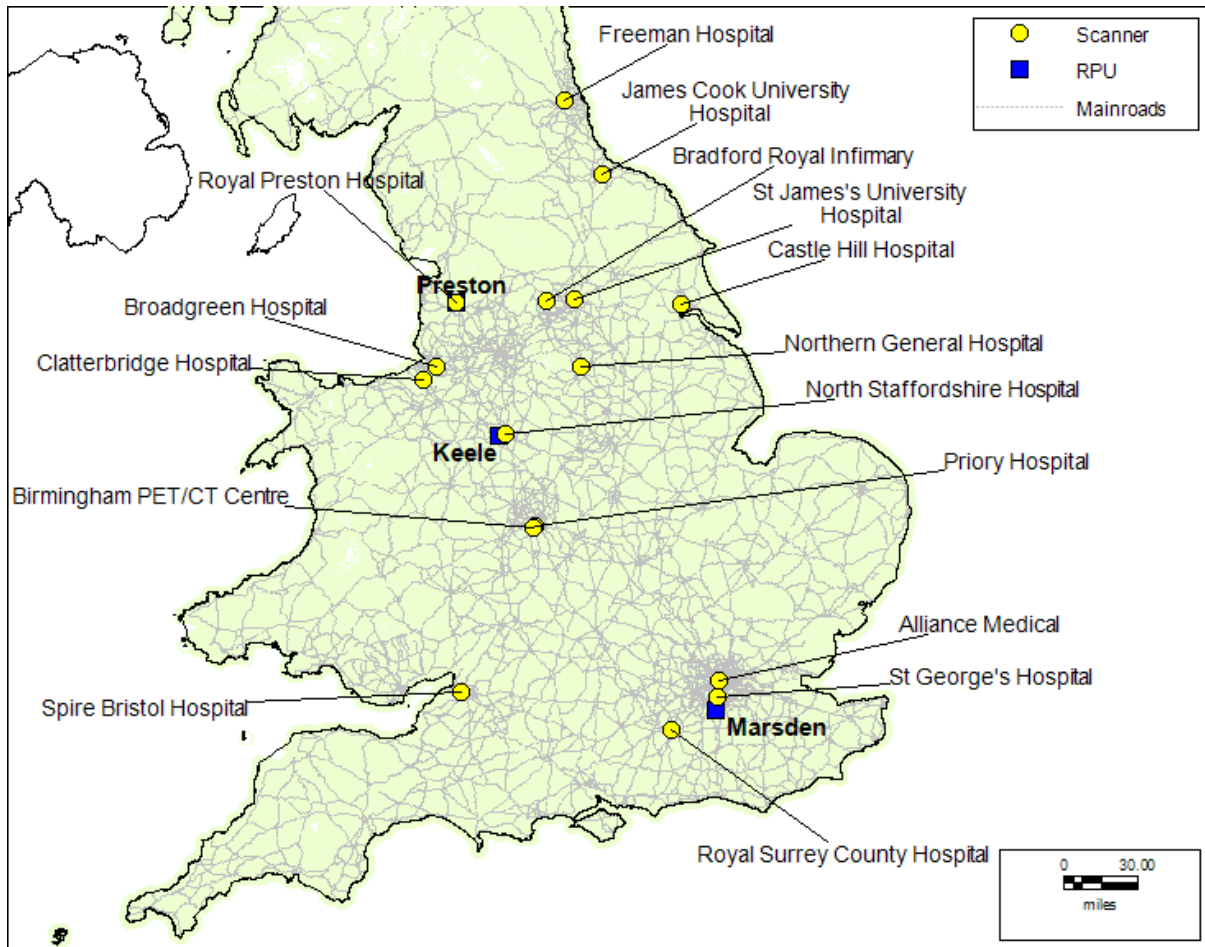 Freeman Hospital
Scanner
RPU
Mainroads
James Cook University
Hospital
Bradford Royal Infirmary
Royal Preston Hospital
St James's University
Hospital
Castle Hill Hospital
Preston
Broadgreen Hospital
Northern General Hospital
Clatterbridge Hospital
North Staffordshire Hospital
Keele
Priory Hospital
Birmingham PET/CT Centre
Alliance Medical
St George's Hospital
Spire Bristol Hospital
Marsden
Royal Surrey County Hospital
0 30.00
miles